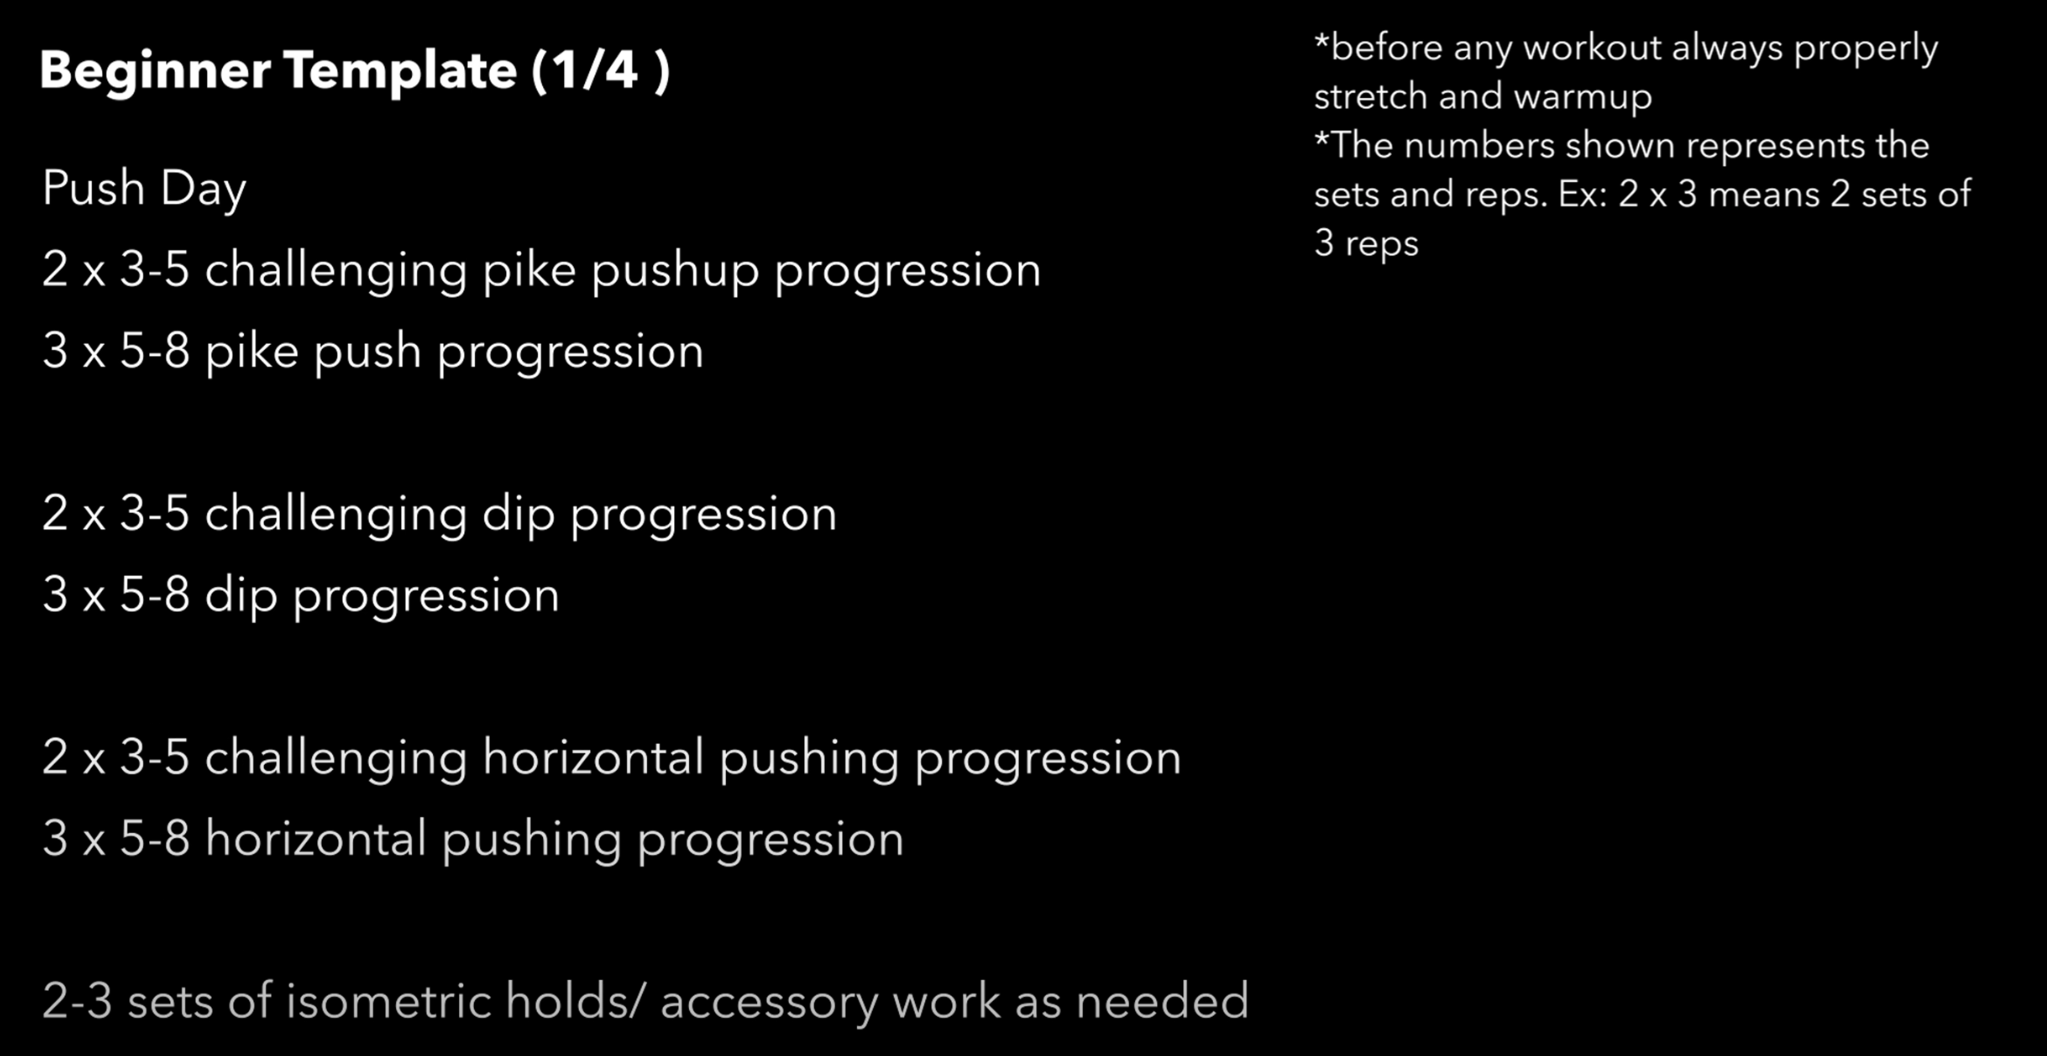 Beginner Template (1/4 )
Push Day
2 x 3-5 challenging pike pushup progression
3 x 5-8 pike push progression
2 x 3-5 challenging dip progression
3 x 5-8 dip progression
2 x 3-5 challenging horizontal pushing progression
3 x 5-8 horizontal pushing progression
2-3 sets of isometric holds/ accessory work as needed
*before any workout always properly
stretch and warmup
*The numbers shown represents the
sets and reps. Ex: 2 x 3 means 2 sets of
3 reps